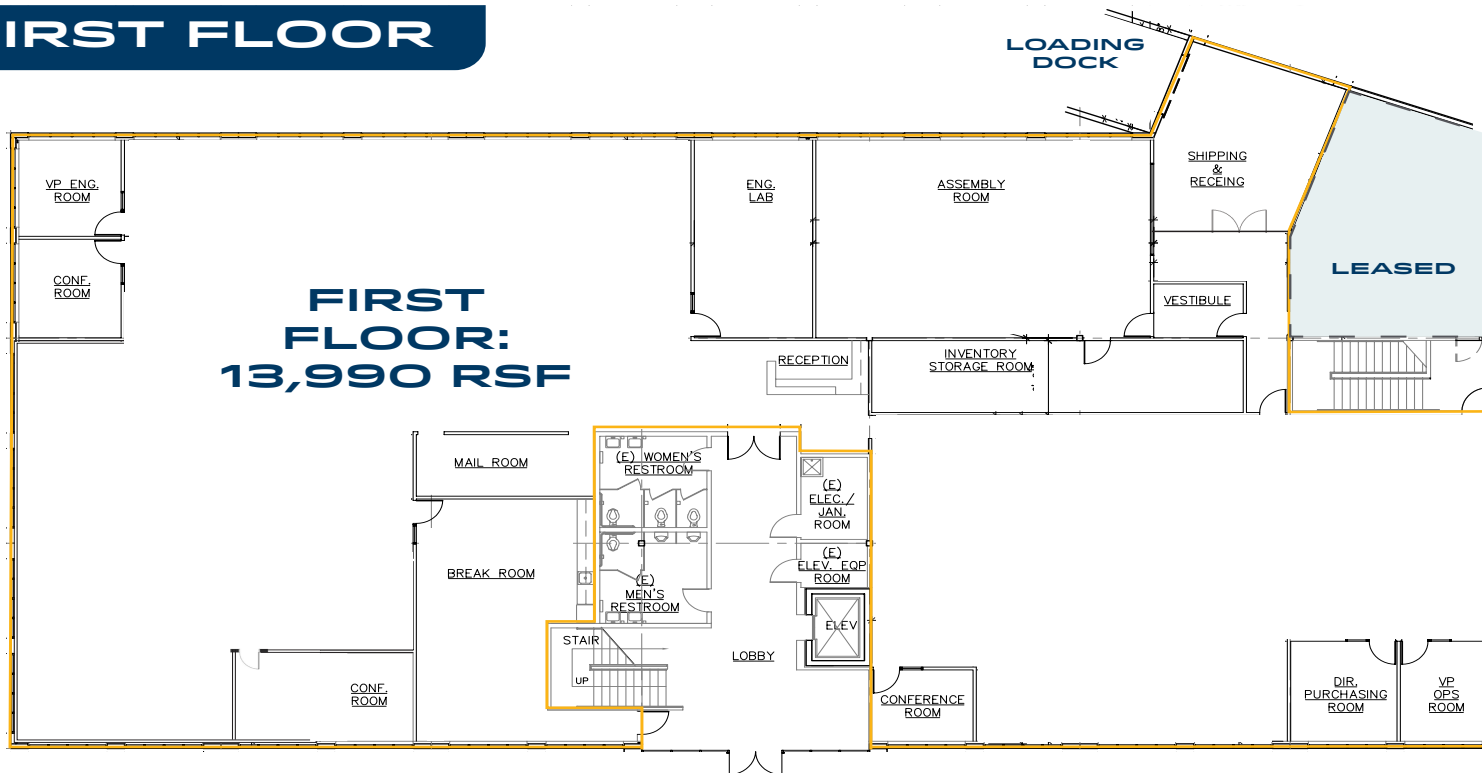 IRST FLOOR
LOADING
DOCK
VP ENG.
ROOM
CONF.
ROOM
FIRST
FLOOR:
13,990 RSF
ENG.
LAB
ASSEMBLY
ROOM
SHIPPING
&
RECEING
LEASED
VESTIBULE
RECEPTION
INVENTORY
STORAGE ROOM
MAIL ROOM
(E) WOMEN'S
RESTROOM
(E)
ELEC./
JAN.
ROOM
BREAK ROOM
(E)
MEN'S
RESTROOM
(E)
ELEV. EQP
ROOM
ELEV
STAIR
UP
LOBBY
CONF.
ROOM
CONFERENCE
ROOM
DIR.
PURCHASING
ROOM
VP
OPS
ROOM